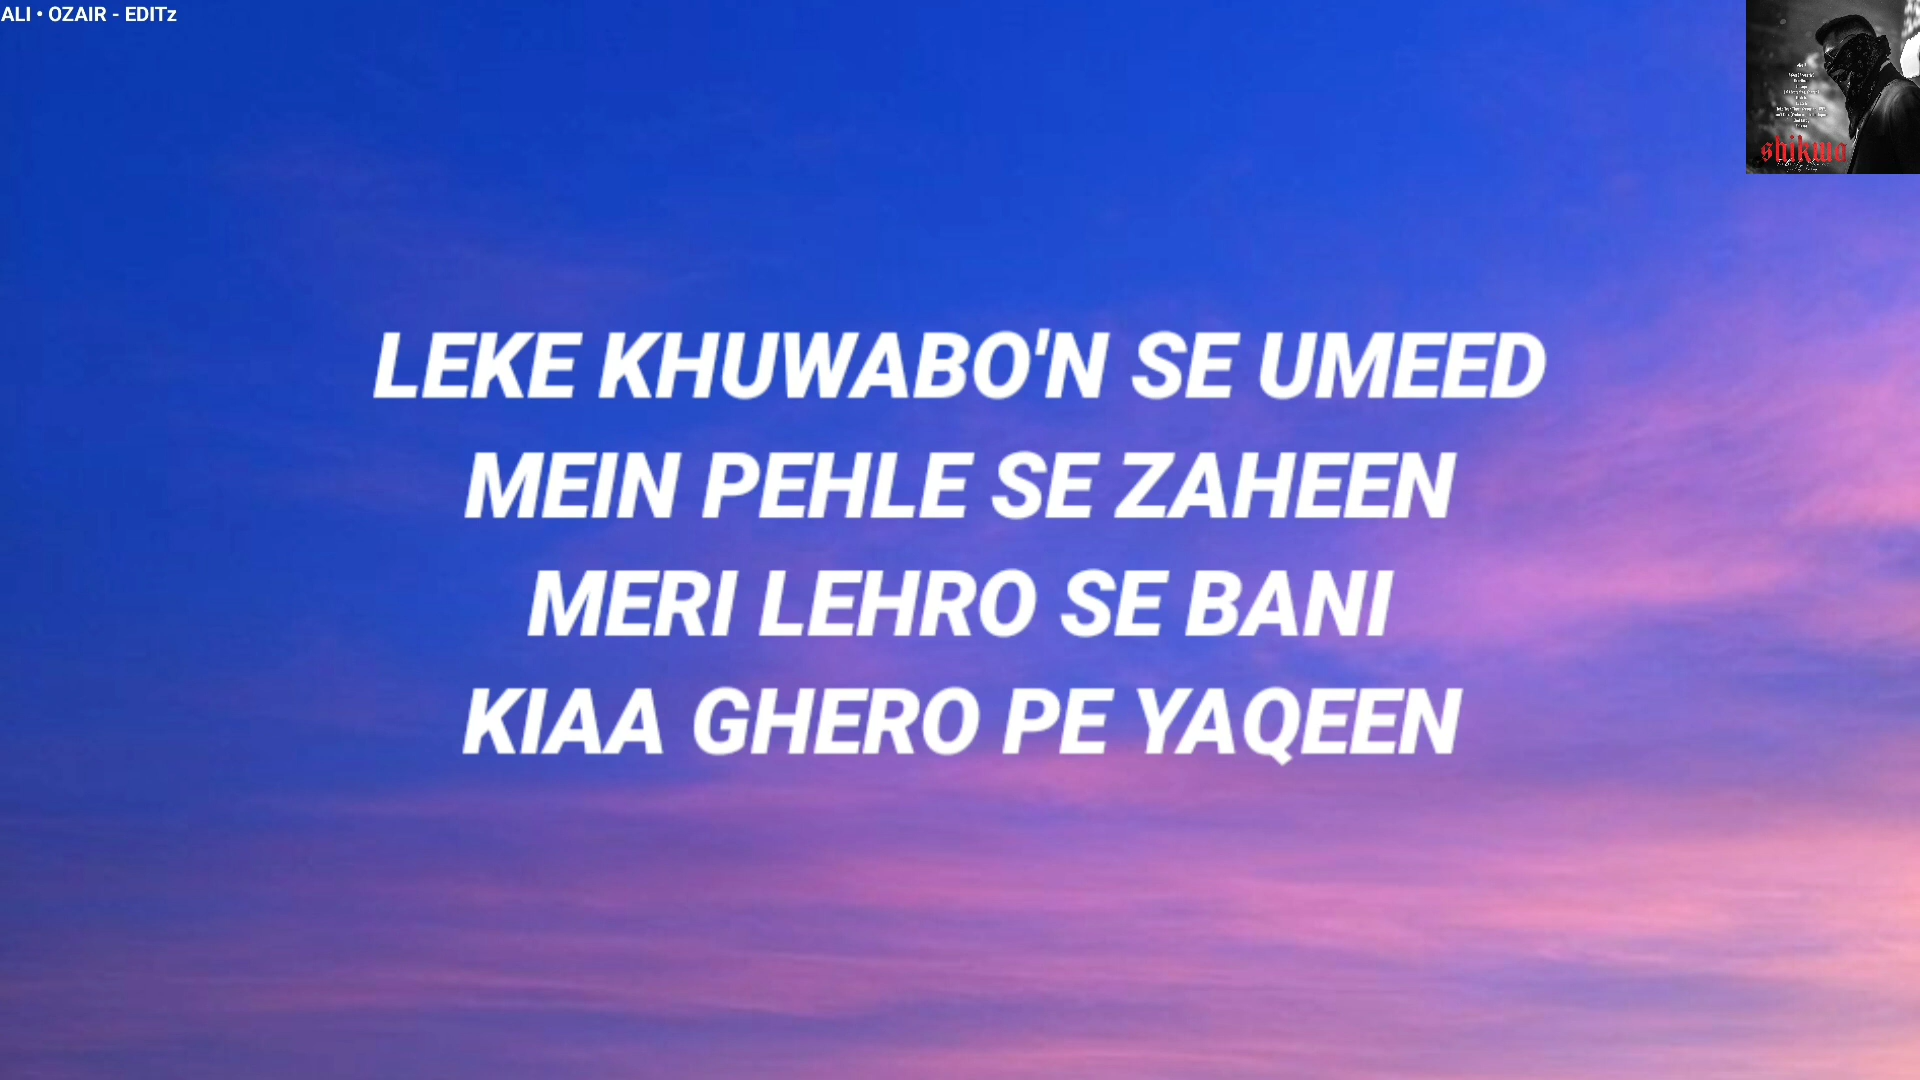 ALI • OZAIR - EDITz
shikwa
LEKE KHUWABO'N SE UMEED
MEIN PEHLE SE ZAHEEN
MERI LEHRO SE BANI
KIAA GHERO PE YAQEEN